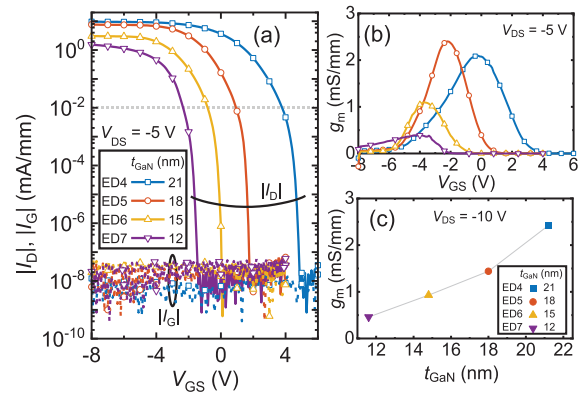 (a)
|I_D|, |I_G| (mA/mm)
10^0
10^-2
10^-4
10^-6
10^-8
10^-10
V_DS = -5 V
t_GaN (nm)
ED4 21
ED5 18
ED6 15
ED7 12
|I_D|
|I_G|
-8 -4 0 4
V_GS (V)
(b)
V_DS = -5 V
g_m (mS/mm)
3
2
1
0
-8 -6 -4 -2 0 2 4 6
V_GS (V)
(c)
V_DS = -10 V
g_m (mS/mm)
3
2
1
0
t_GaN (nm)
ED4 21
ED5 18
ED6 15
ED7 12
12 14 16 18 20 22
t_GaN (nm)